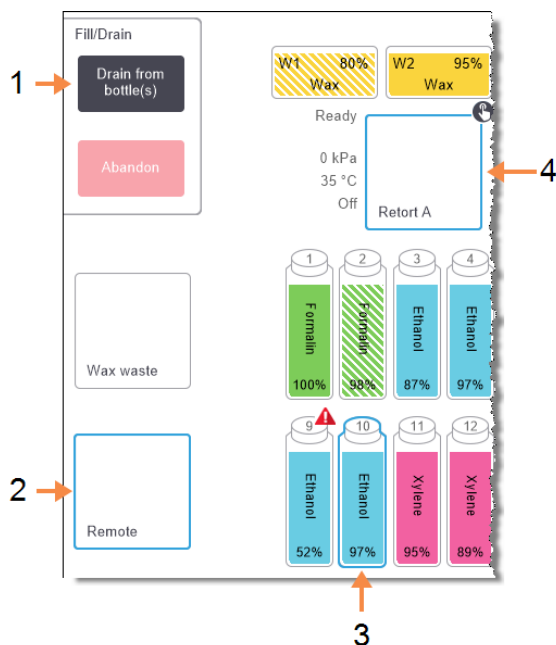 Fill/Drain
1
Drain from
bottle(s)
Abandon
W1 80%
Wax
W2 95%
Wax
Ready
0 kPa
35 °C
Off
Retort A
4
1
Formalin
100%
2
Formalin
98%
3
Ethanol
87%
4
Ethanol
97%
Wax waste
2
Remote
9
Ethanol
52%
10
Ethanol
97%
11
Xylene
95%
12
Xylene
89%
3